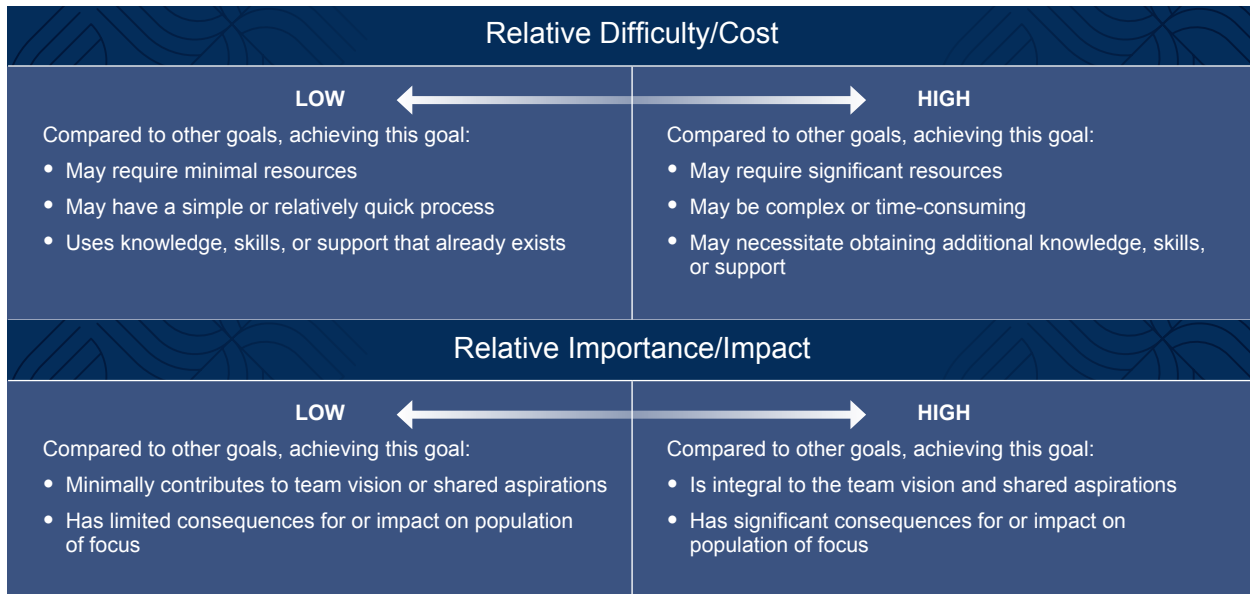 Relative Difficulty/Cost
LOW
Compared to other goals, achieving this goal:
• May require minimal resources
• May have a simple or relatively quick process
• Uses knowledge, skills, or support that already exists
HIGH
Compared to other goals, achieving this goal:
• May require significant resources
• May be complex or time-consuming
• May necessitate obtaining additional knowledge, skills,
or support
Relative Importance/Impact
LOW
Compared to other goals, achieving this goal:
• Minimally contributes to team vision or shared aspirations
• Has limited consequences for or impact on population
of focus
HIGH
Compared to other goals, achieving this goal:
• Is integral to the team vision and shared aspirations
• Has significant consequences for or impact on
population of focus